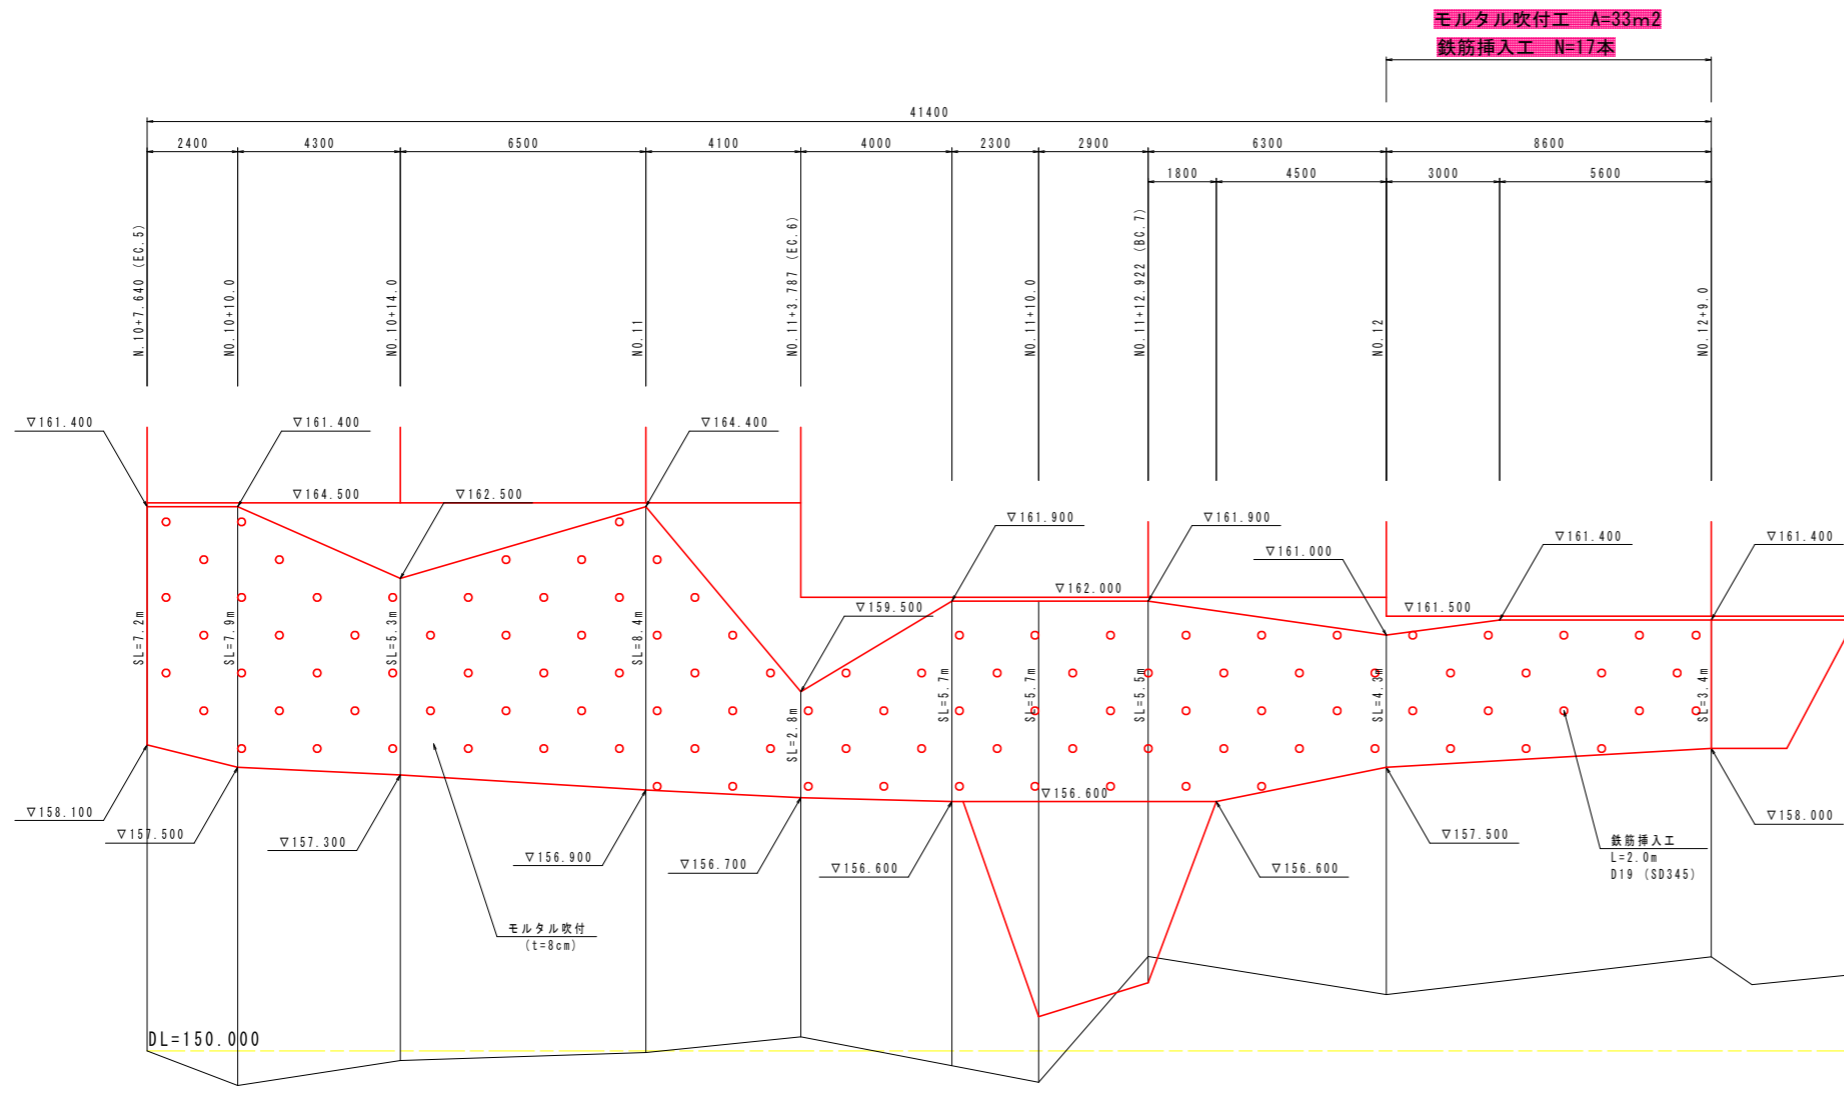 モルタル吹付工 A=33m2
鉄筋挿入工 N=17本
41400
2400 4300 6500 4100 4000 2300 2900 6300 8600
1800 4500 3000 5600
N.10+7.640 (EC.5)
NO.10+10.0
NO.10+14.0
NO.11
NO.11+3.787 (EC.6)
NO.11+10.0
NO.11+12.922 (BC.7)
NO.12
NO.12+9.0
▽161.400
▽161.400
▽164.400
▽164.500
▽162.500
▽161.900
▽161.900
▽161.000
▽161.400
▽161.400
▽162.000
▽159.500
▽161.500
SL=7.2m
SL=7.9m
SL=5.3m
SL=8.4m
SL=2.8m
SL=5.7m
SL=5.7m
SL=5.5m
SL=4.3m
SL=3.4m
▽156.600
▽158.100
▽157.500
▽157.300
▽156.900
▽156.700
▽156.600
▽156.600
▽157.500
▽158.000
鉄筋挿入工
L=2.0m
D19 (SD345)
モルタル吹付
(t=8cm)
DL=150.000